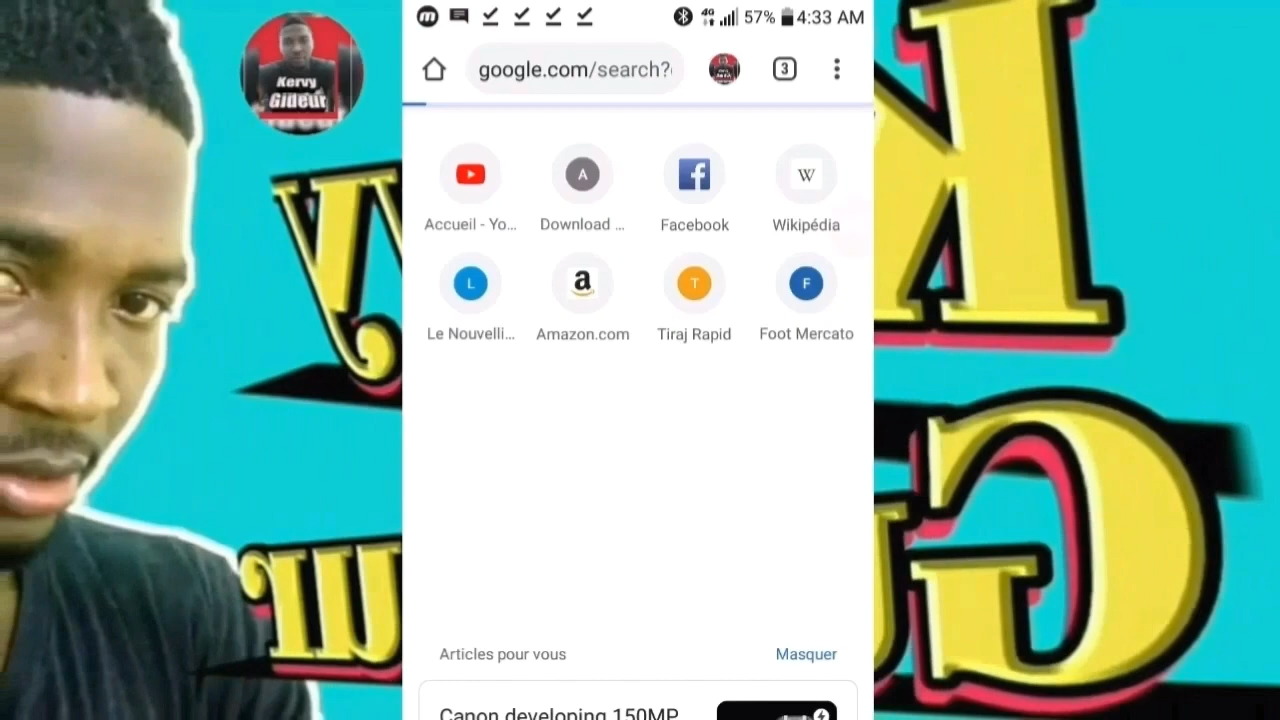 Kervy
Gideur
57% 4:33 AM
4G
google.com/search?
3
Accueil - Yo...
A
Download ...
Facebook
W
Wikipédia
L
Le Nouvelli...
a
Amazon.com
T
Tiraj Rapid
F
Foot Mercato
Articles pour vous
Masquer
Canon developing 150MP